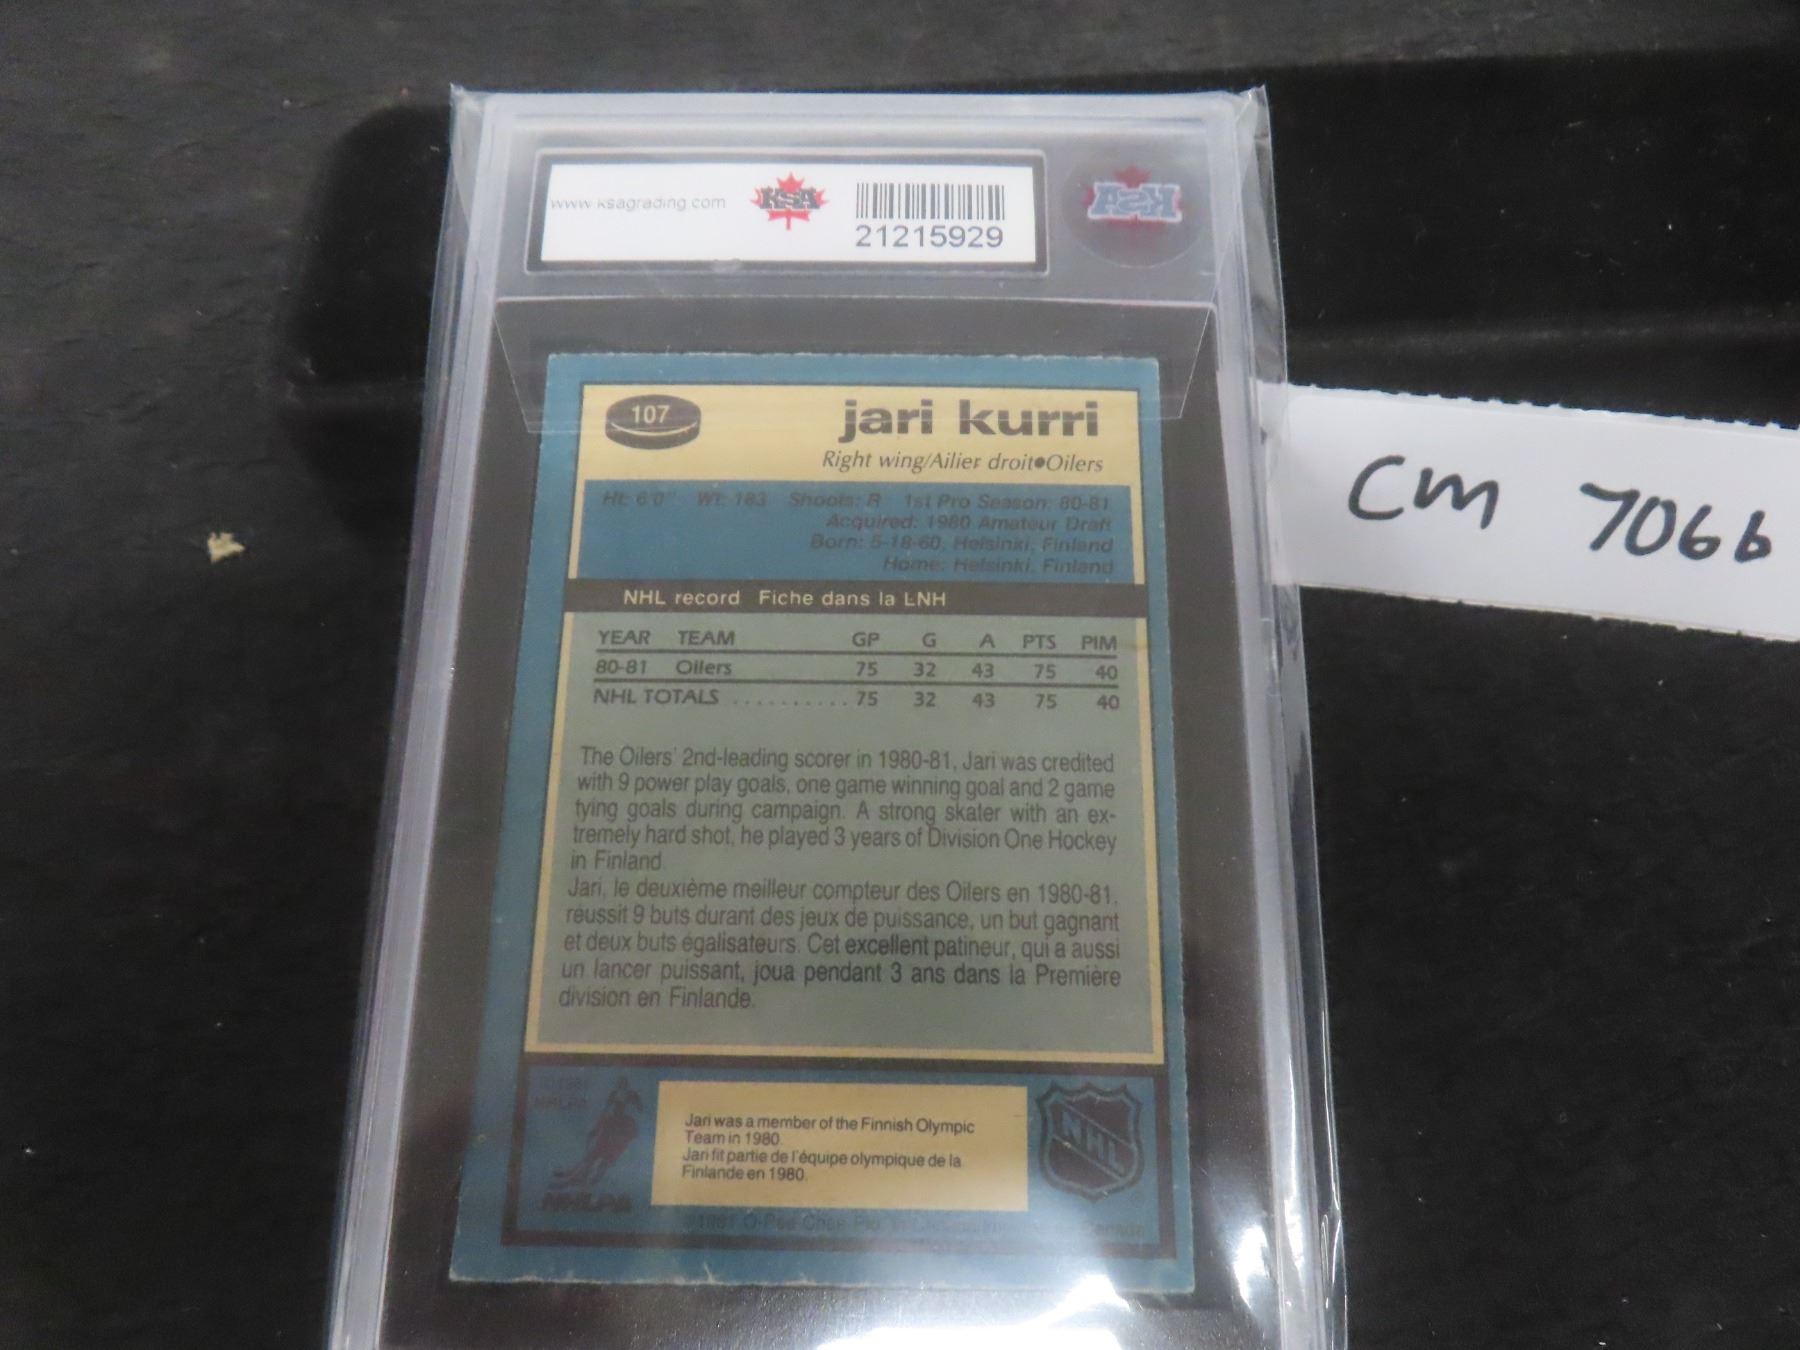 www.ksagrading.com KSA
21215929
KSA
107 jari kurri
Right wing/Ailier droit●Oilers
Ht: 6'0" Wt: 183 Shoots: R 1st Pro Season: 80-81
Acquired: 1980 Amateur Draft
Born: 5-18-60, Helsinki, Finland
Home: Helsinki, Finland
NHL record Fiche dans la LNH
YEAR TEAM GP G A PTS PIM
80-81 Oilers 75 32 43 75 40
NHL TOTALS .......... 75 32 43 75 40
The Oilers' 2nd-leading scorer in 1980-81, Jari was credited
with 9 power play goals, one game winning goal and 2 game
tying goals during campaign. A strong skater with an ex-
tremely hard shot, he played 3 years of Division One Hockey
in Finland.
Jari, le deuxième meilleur compteur des Oilers en 1980-81,
réussit 9 buts durant des jeux de puissance, un but gagnant
et deux buts égalisateurs. Cet excellent patineur, qui a aussi
un lancer puissant, joua pendant 3 ans dans la Première
division en Finlande.
NHLPA
Jari was a member of the Finnish Olympic
Team in 1980.
Jari fit partie de l'équipe olympique de la
Finlande en 1980.
NHLPA
NHL
©1981 O-Pee-Chee Canada
CM 7066